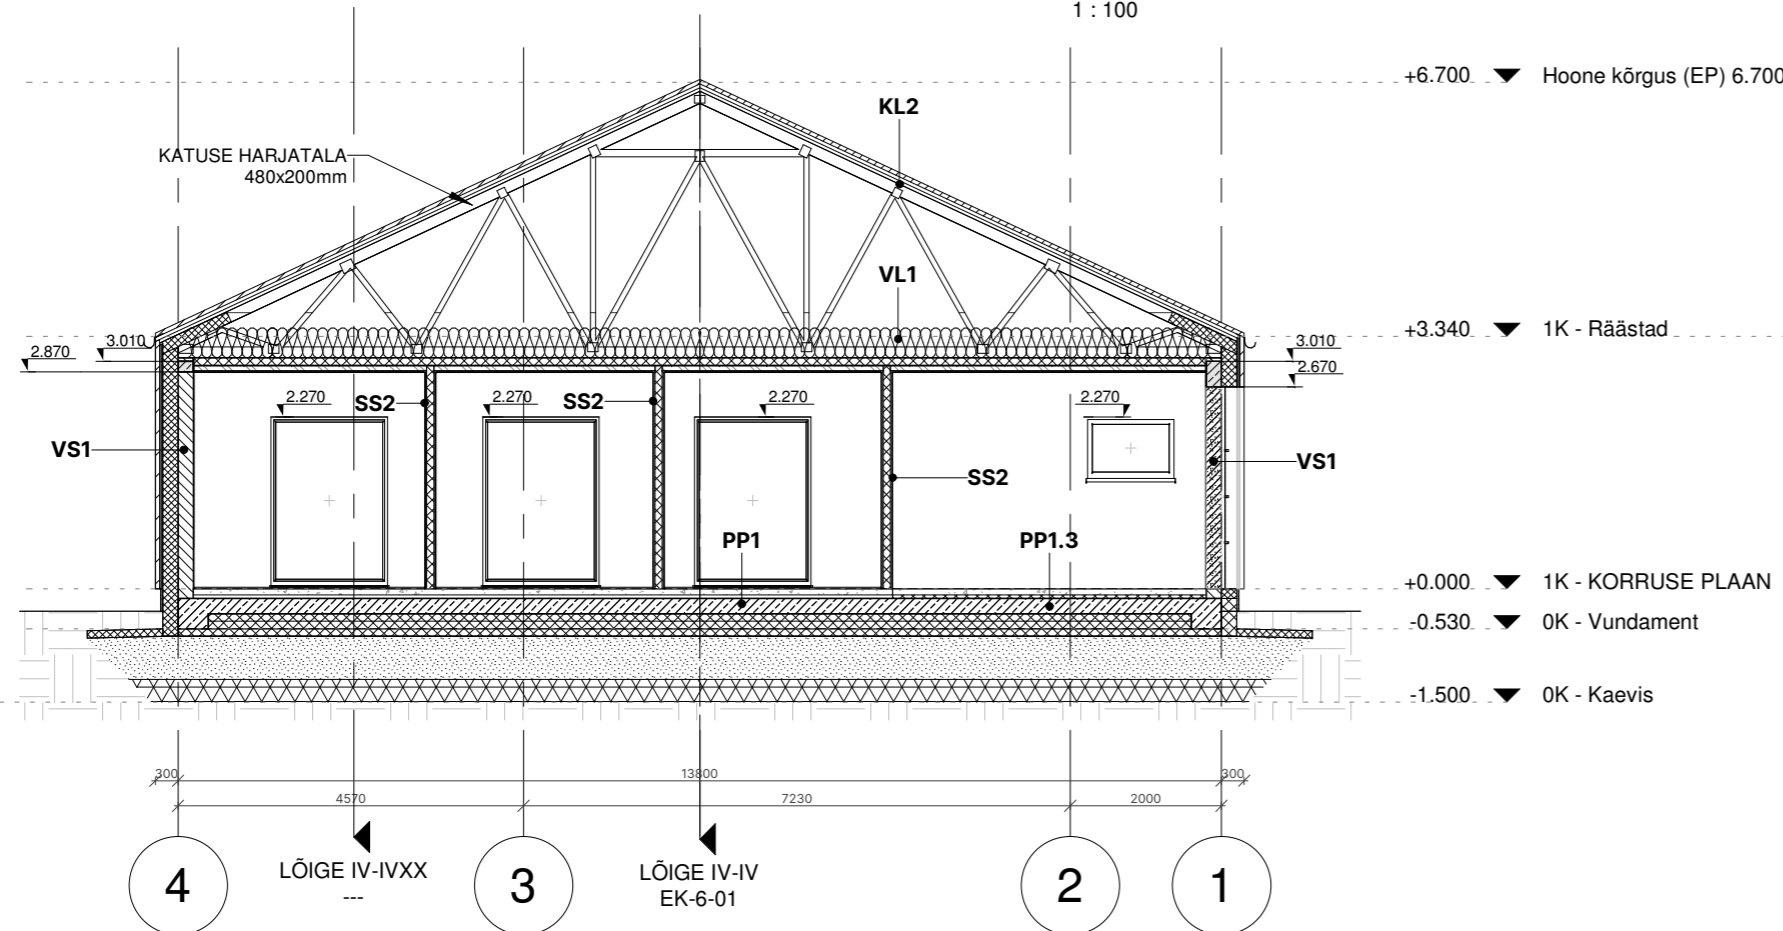 1 : 100
+6.700 Hoone kõrgus (EP) 6.700
KL2
KATUSE HARJATALA
480x200mm
VL1
+3.340 1K - Räästad
3.010
3.010
2.870
2.670
2.270
SS2
2.270
SS2
2.270
2.270
VS1
VS1
SS2
PP1
PP1.3
+0.000 1K - KORRUSE PLAAN
-0.530 0K - Vundament
-1.500 0K - Kaevis
300
13800
300
4570
7230
2000
4
LÕIGE IV-IVXX
---
3
LÕIGE IV-IV
EK-6-01
2
1